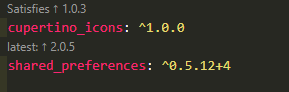 Satisfies ↑ 1.0.3
cupertino_icons: ^1.0.0
latest: ↑ 2.0.5
shared_preferences: ^0.5.12+4